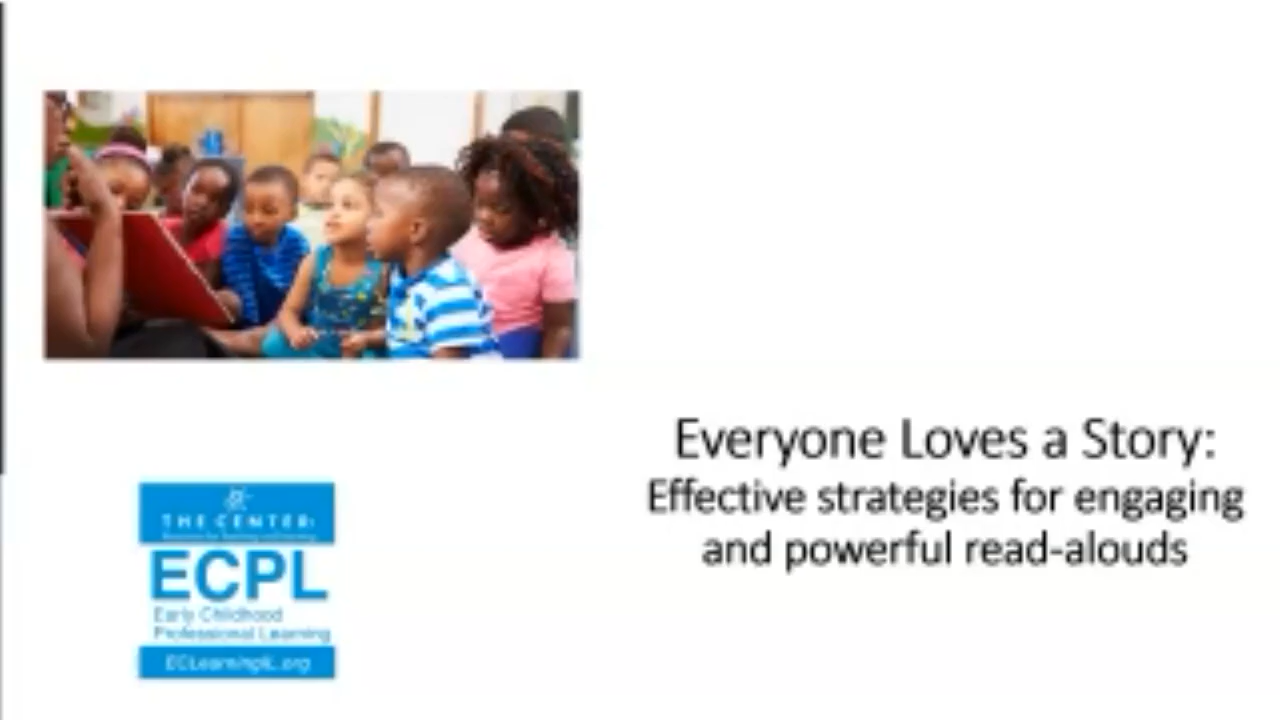 Everyone Loves a Story:
Effective strategies for engaging
and powerful read-alouds
THE CENTER:
ECPL
Early Childhood
Professional Learning
ECLearningIL.org